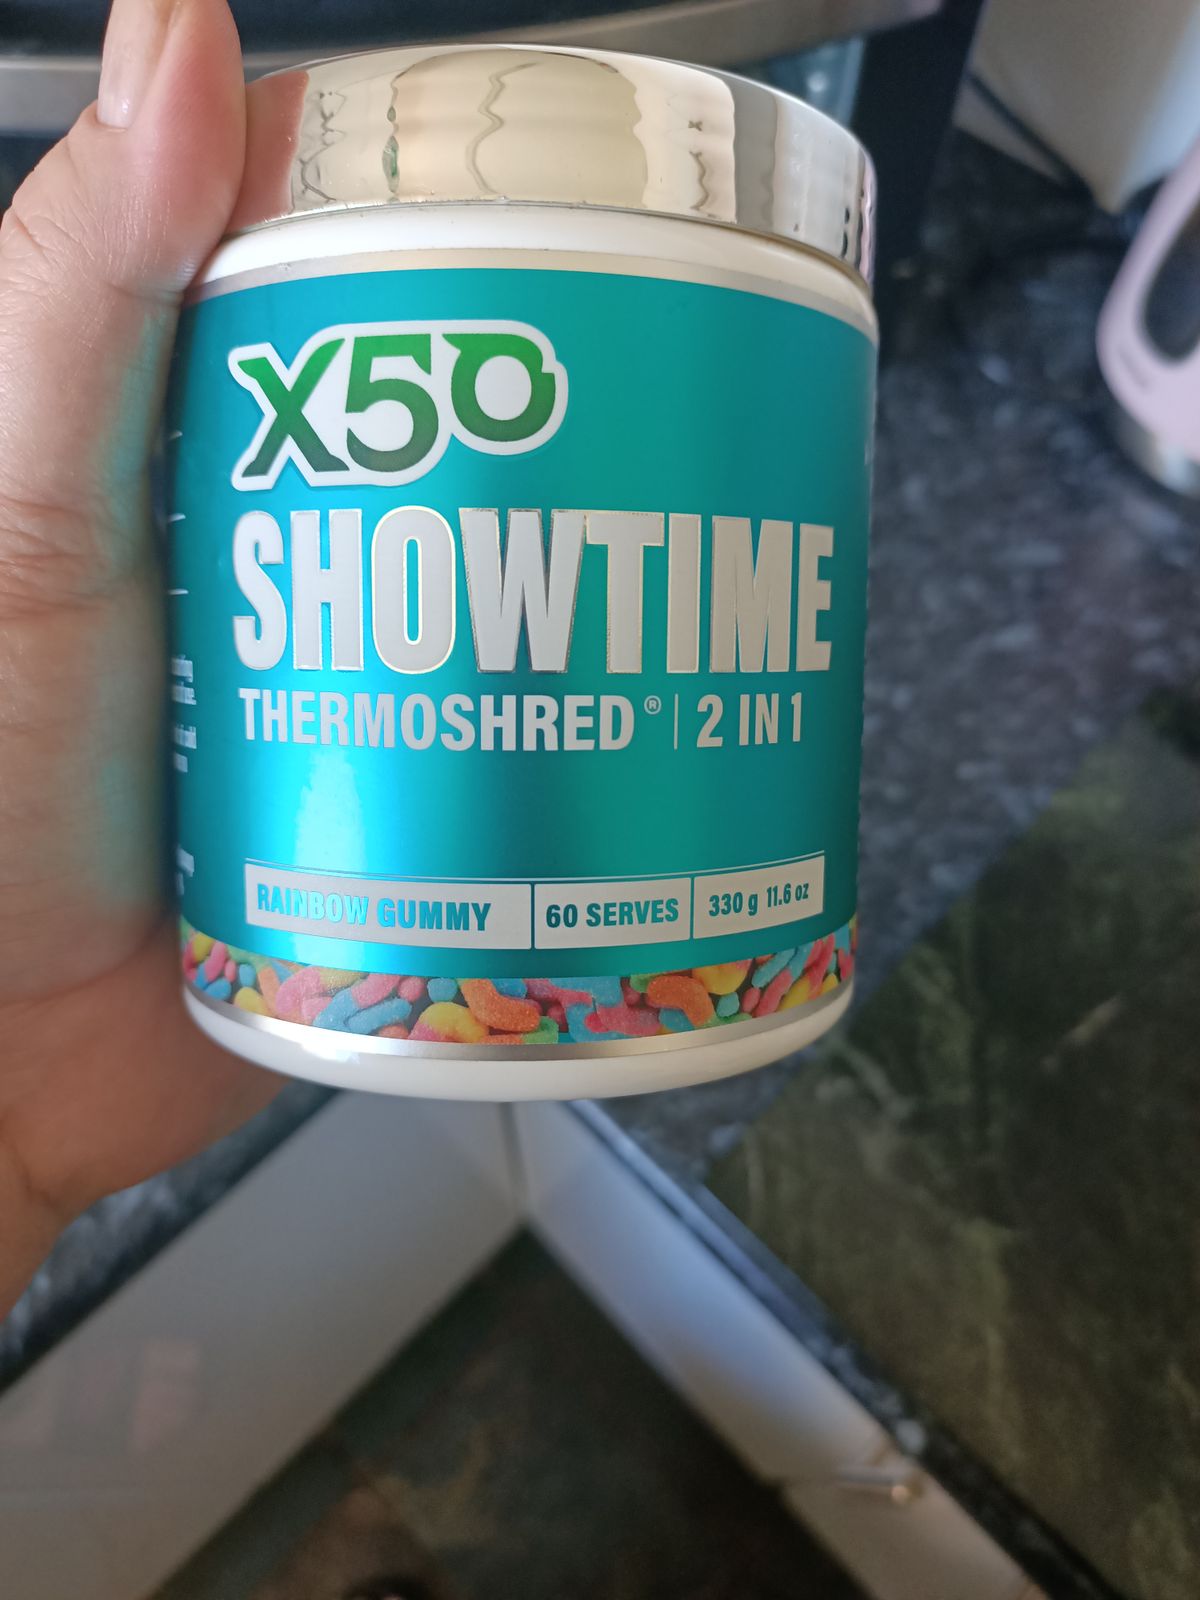 X50
SHOWTIME
THERMOSHRED® | 2 IN 1
RAINBOW GUMMY
60 SERVES
330 g 11.6 oz